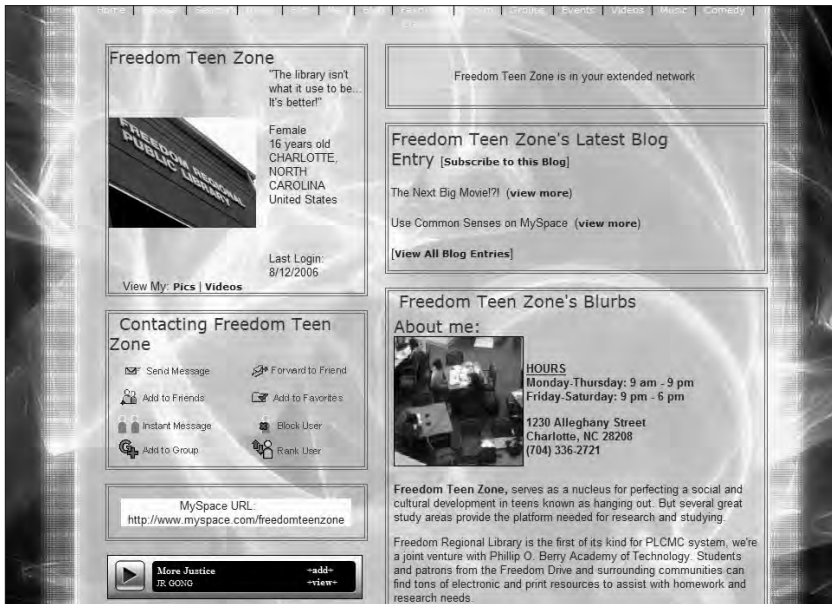 Home | | | | | | | | | Groups | Events | Videos | Music | Comedy |
Freedom Teen Zone
"The library isn't
what it use to be...
It's better!"
FREEDOM REGIONAL
PUBLIC LIBRARY
Female
16 years old
CHARLOTTE,
NORTH
CAROLINA
United States
Last Login:
8/12/2006
View My: Pics | Videos
Contacting Freedom Teen
Zone
Send Message
Forward to Friend
Add to Friends
Add to Favorites
Instant Message
Block User
Add to Group
Rank User
MySpace URL:
http://www.myspace.com/freedomteenzone
More Justice
+add+
JR GONG
+view+
Freedom Teen Zone is in your extended network
Freedom Teen Zone's Latest Blog
Entry [Subscribe to this Blog]
The Next Big Movie!?! (view more)
Use Common Senses on MySpace (view more)
[View All Blog Entries]
Freedom Teen Zone's Blurbs
About me:
HOURS
Monday-Thursday: 9 am - 9 pm
Friday-Saturday: 9 pm - 6 pm
1230 Alleghany Street
Charlotte, NC 28208
(704) 336-2721
Freedom Teen Zone, serves as a nucleus for perfecting a social and
cultural development in teens known as hanging out. But several great
study areas provide the platform needed for research and studying.
Freedom Regional Library is the first of its kind for PLCMC system, we're
a joint venture with Phillip O. Berry Academy of Technology. Students
and patrons from the Freedom Drive and surrounding communities can
find tons of electronic and print resources to assist with homework and
research needs.